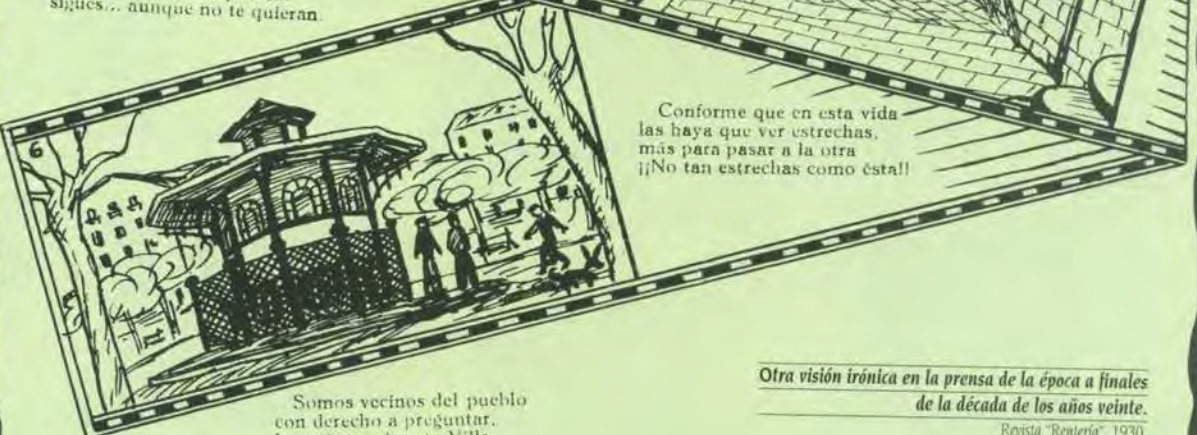 sigues... aunque no te quieran.
6
Conforme que en esta vida
las haya que ver estrechas,
más para pasar a la otra
¡¡No tan estrechas como ésta!!
Somos vecinos del pueblo
con derecho a preguntar,
Otra visión irónica en la prensa de la época a finales
de la década de los años veinte.
Revista "Rentería", 1930